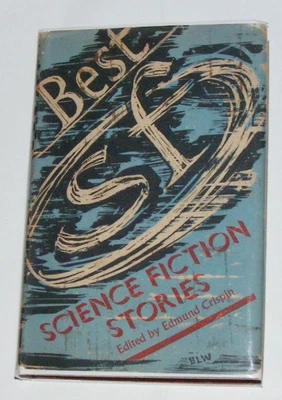 Best
SF
SCIENCE FICTION
STORIES
Edited by Edmund Crispin
BLW